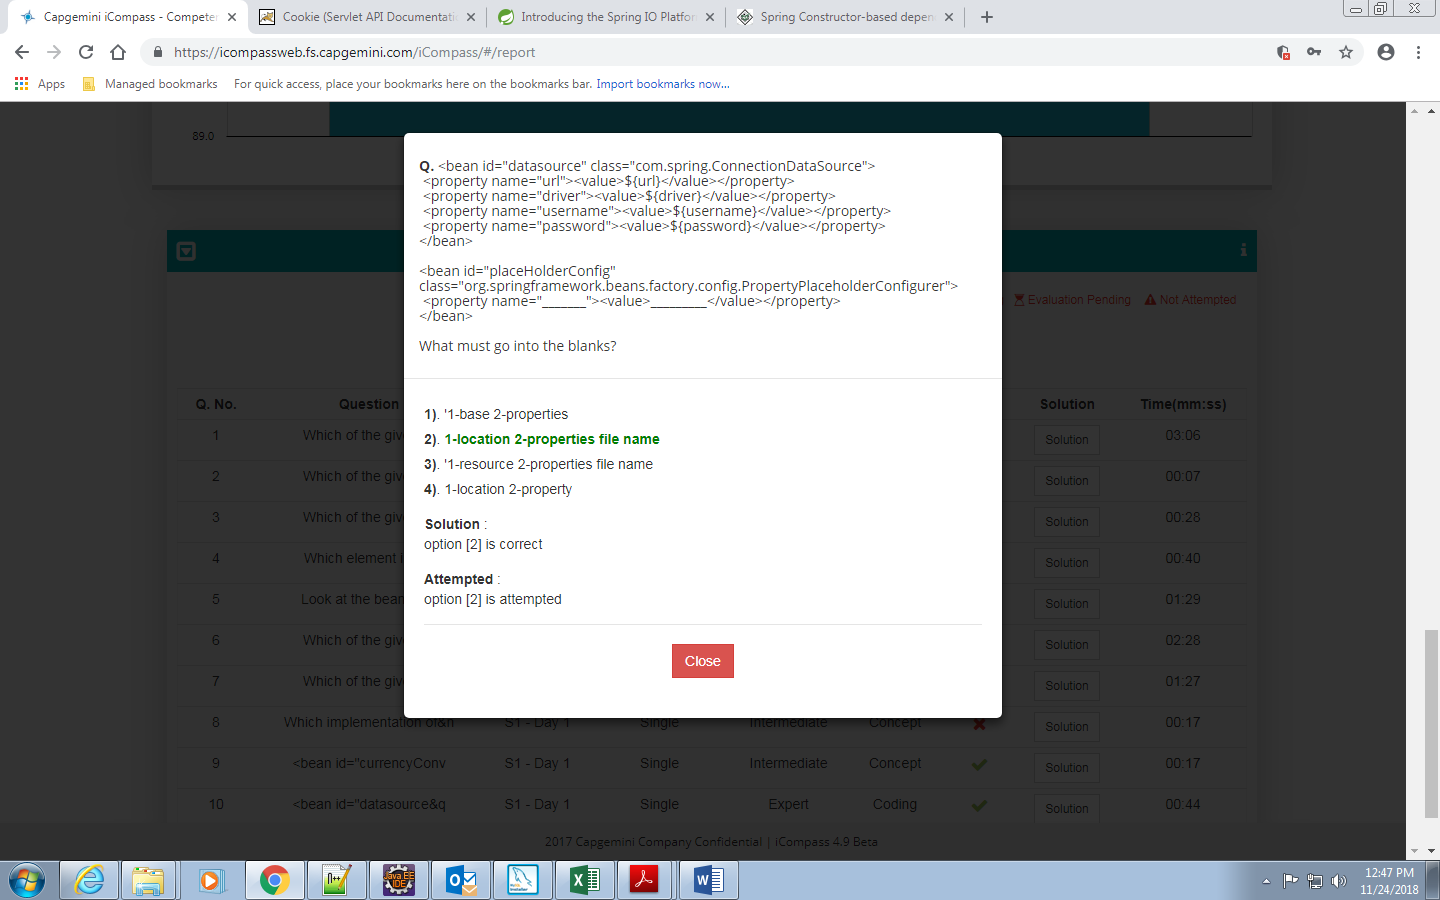 Capgemini iCompass - Competer
Cookie (Servlet API Documentati
Introducing the Spring IO Platfor
Spring Constructor-based depen
https://icompassweb.fs.capgemini.com/iCompass/#/report
Apps
Managed bookmarks
For quick access, place your bookmarks here on the bookmarks bar. Import bookmarks now...
89.0
Q. <bean id="datasource" class="com.spring.ConnectionDataSource">
<property name="url"><value>${url}</value></property>
<property name="driver"><value>${driver}</value></property>
<property name="username"><value>${username}</value></property>
<property name="password"><value>${password}</value></property>
</bean>
<bean id="placeHolderConfig"
class="org.springframework.beans.factory.config.PropertyPlaceholderConfigurer">
<property name="_______"><value>_________</value></property>
</bean>
What must go into the blanks?
Evaluation Pending
Not Attempted
1). '1-base 2-properties
2). 1-location 2-properties file name
3). '1-resource 2-properties file name
4). 1-location 2-property
Solution :
option [2] is correct
Attempted :
option [2] is attempted
Close
Q. No. Question Solution Time(mm:ss)
1 Which of the giv Solution 03:06
2 Which of the giv Solution 00:07
3 Which of the giv Solution 00:28
4 Which element i Solution 00:40
5 Look at the bear Solution 01:29
6 Which of the giv Solution 02:28
7 Which of the giv Solution 01:27
8 Which implementation of&n S1 - Day 1 Single Intermediate Concept Solution 00:17
9 <bean id="currencyConv S1 - Day 1 Single Intermediate Concept Solution 00:17
10 <bean id="datasource&q S1 - Day 1 Single Expert Coding Solution 00:44
2017 Capgemini Company Confidential | iCompass 4.9 Beta
Java EE
IDE
12:47 PM
11/24/2018